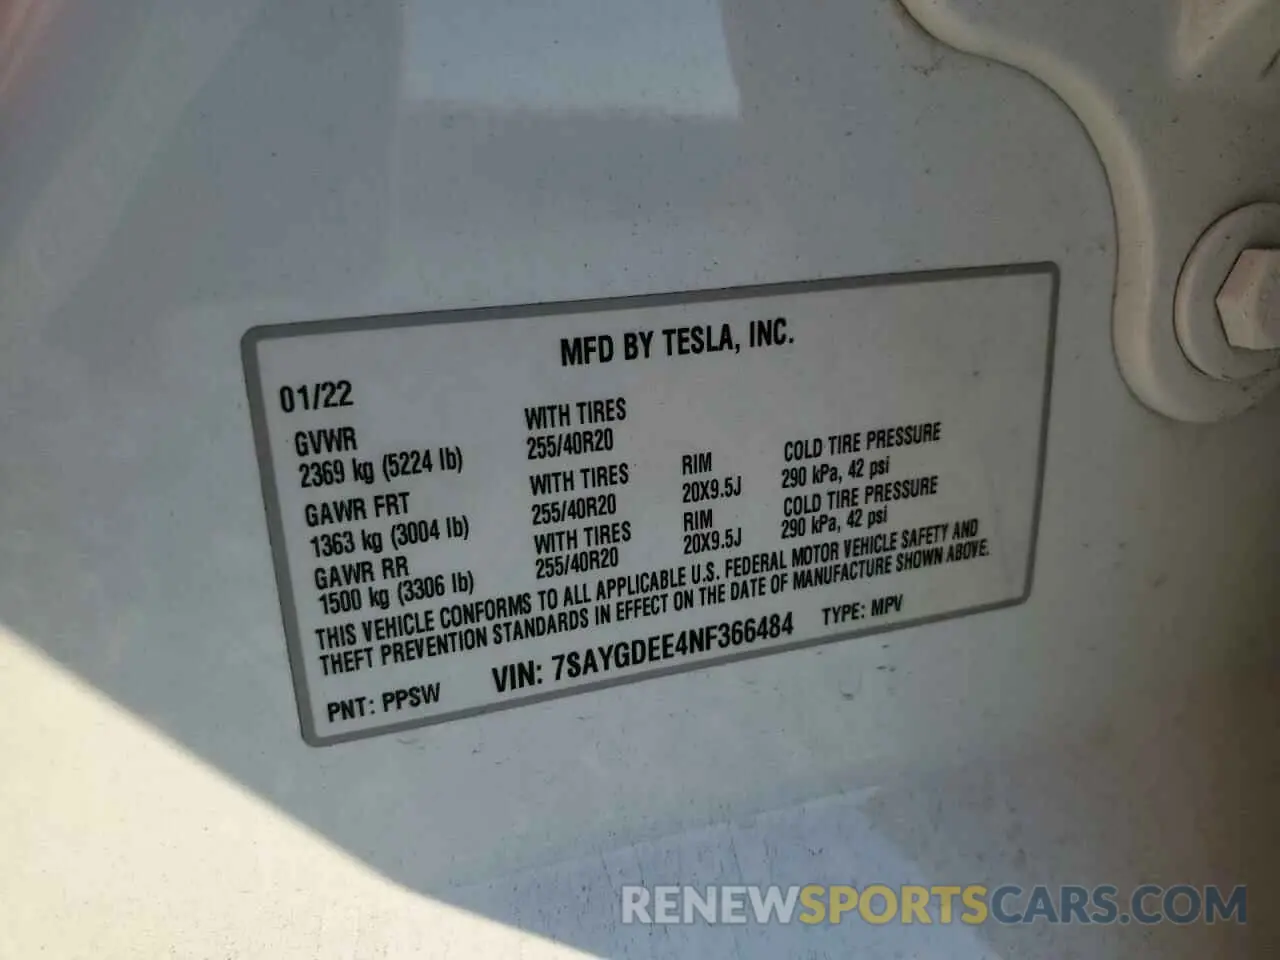 MFD BY TESLA, INC.
01/22
GVWR WITH TIRES
2369 kg (5224 lb) 255/40R20
GAWR FRT WITH TIRES RIM COLD TIRE PRESSURE
1363 kg (3004 lb) 255/40R20 20X9.5J 290 kPa, 42 psi
GAWR RR WITH TIRES RIM COLD TIRE PRESSURE
1500 kg (3306 lb) 255/40R20 20X9.5J 290 kPa, 42 psi
THIS VEHICLE CONFORMS TO ALL APPLICABLE U.S. FEDERAL MOTOR VEHICLE SAFETY AND
THEFT PREVENTION STANDARDS IN EFFECT ON THE DATE OF MANUFACTURE SHOWN ABOVE.
PNT: PPSW VIN: 7SAYGDEE4NF366484 TYPE: MPV
RENEWSPORTSCARS.COM